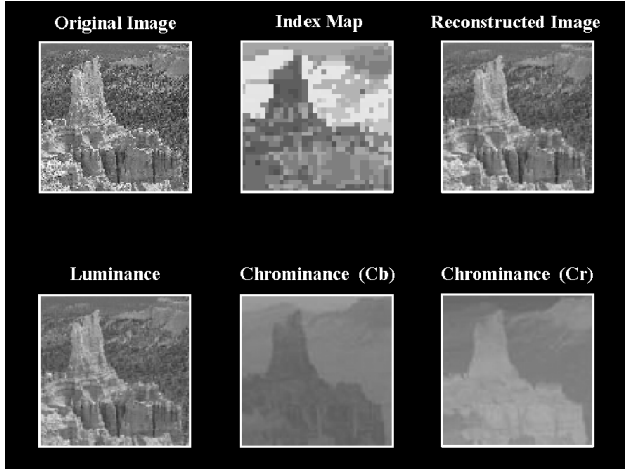 Original Image
Index Map
Reconstructed Image
Luminance
Chrominance (Cb)
Chrominance (Cr)